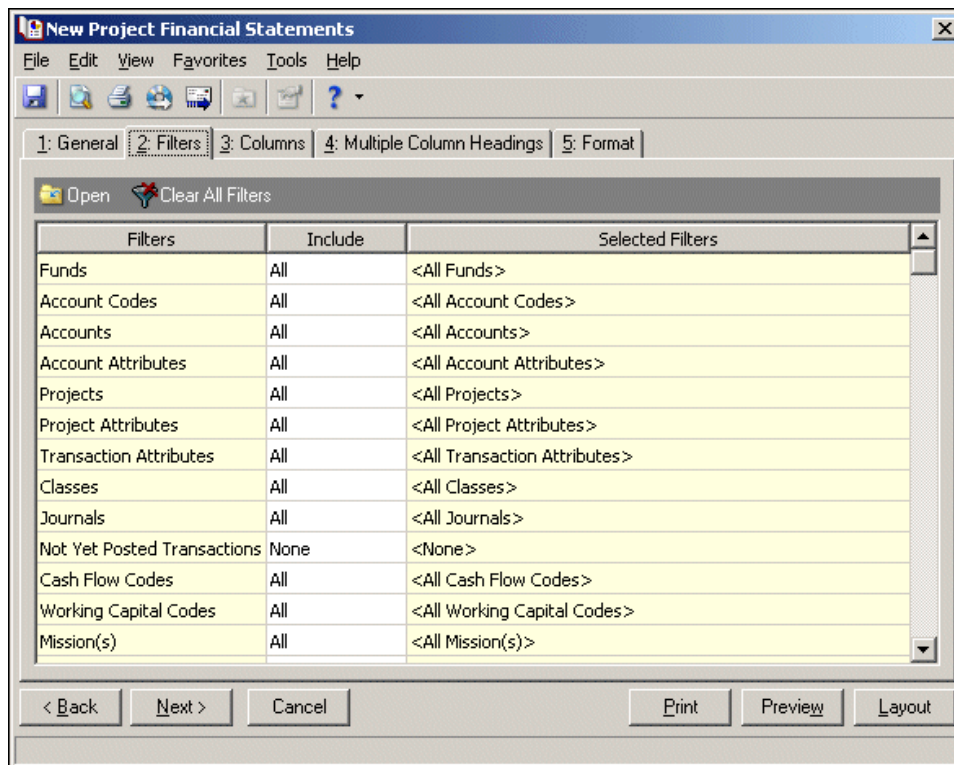 New Project Financial Statements
File Edit View Favorites Tools Help
?
1: General 2: Filters 3: Columns 4: Multiple Column Headings 5: Format
Open Clear All Filters
Filters Include Selected Filters
Funds All <All Funds>
Account Codes All <All Account Codes>
Accounts All <All Accounts>
Account Attributes All <All Account Attributes>
Projects All <All Projects>
Project Attributes All <All Project Attributes>
Transaction Attributes All <All Transaction Attributes>
Classes All <All Classes>
Journals All <All Journals>
Not Yet Posted Transactions None <None>
Cash Flow Codes All <All Cash Flow Codes>
Working Capital Codes All <All Working Capital Codes>
Mission(s) All <All Mission(s)>
< Back Next > Cancel Print Preview Layout